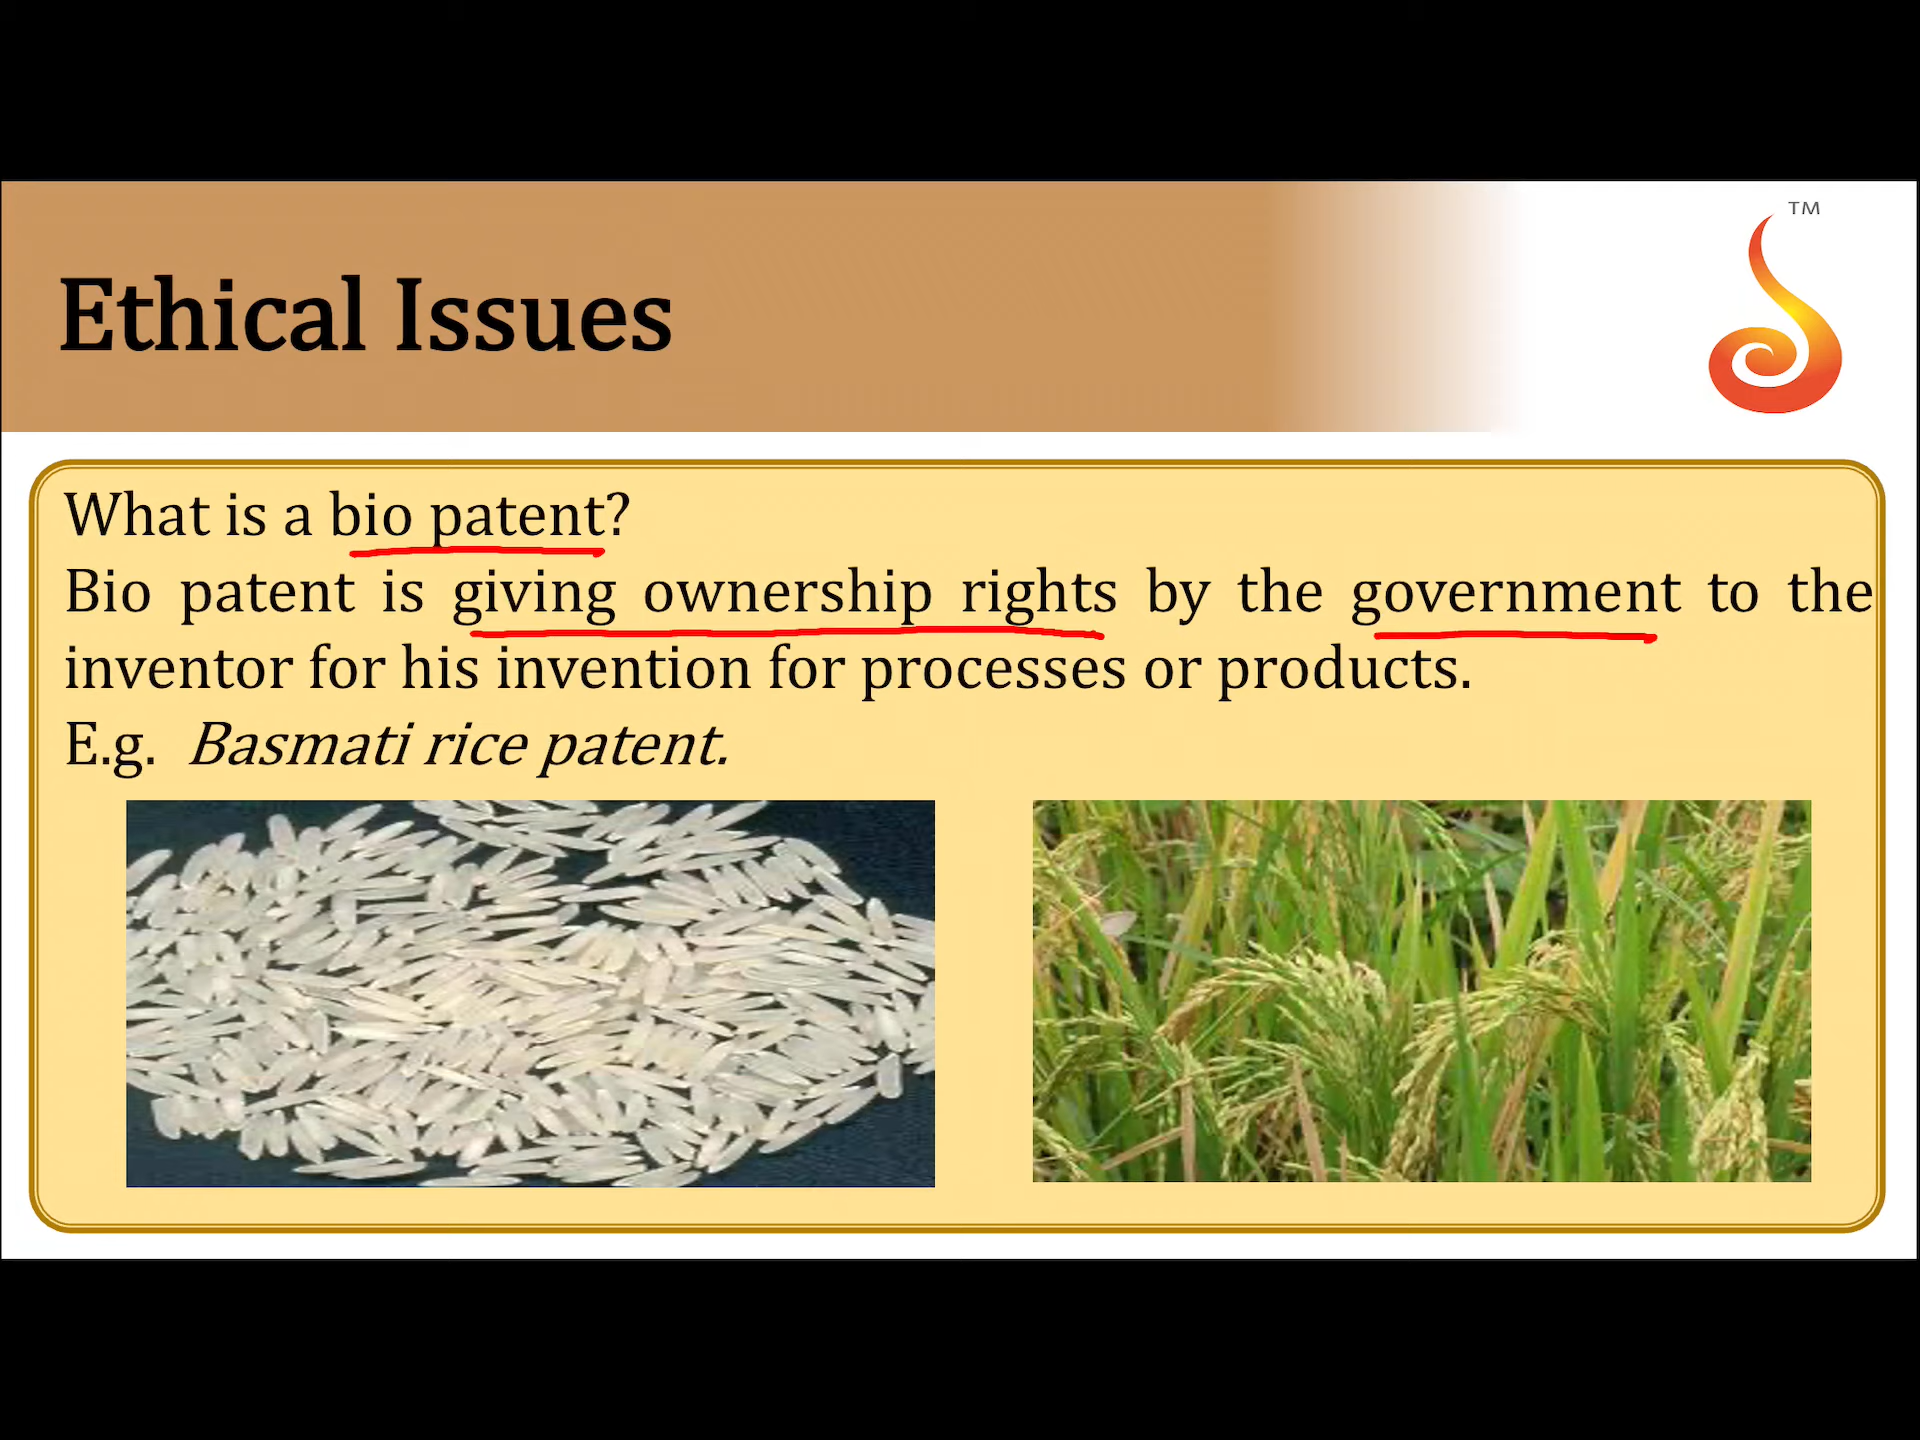 TM
Ethical Issues
What is a bio patent?
Bio patent is giving ownership rights by the government to the
inventor for his invention for processes or products.
E.g. Basmati rice patent.